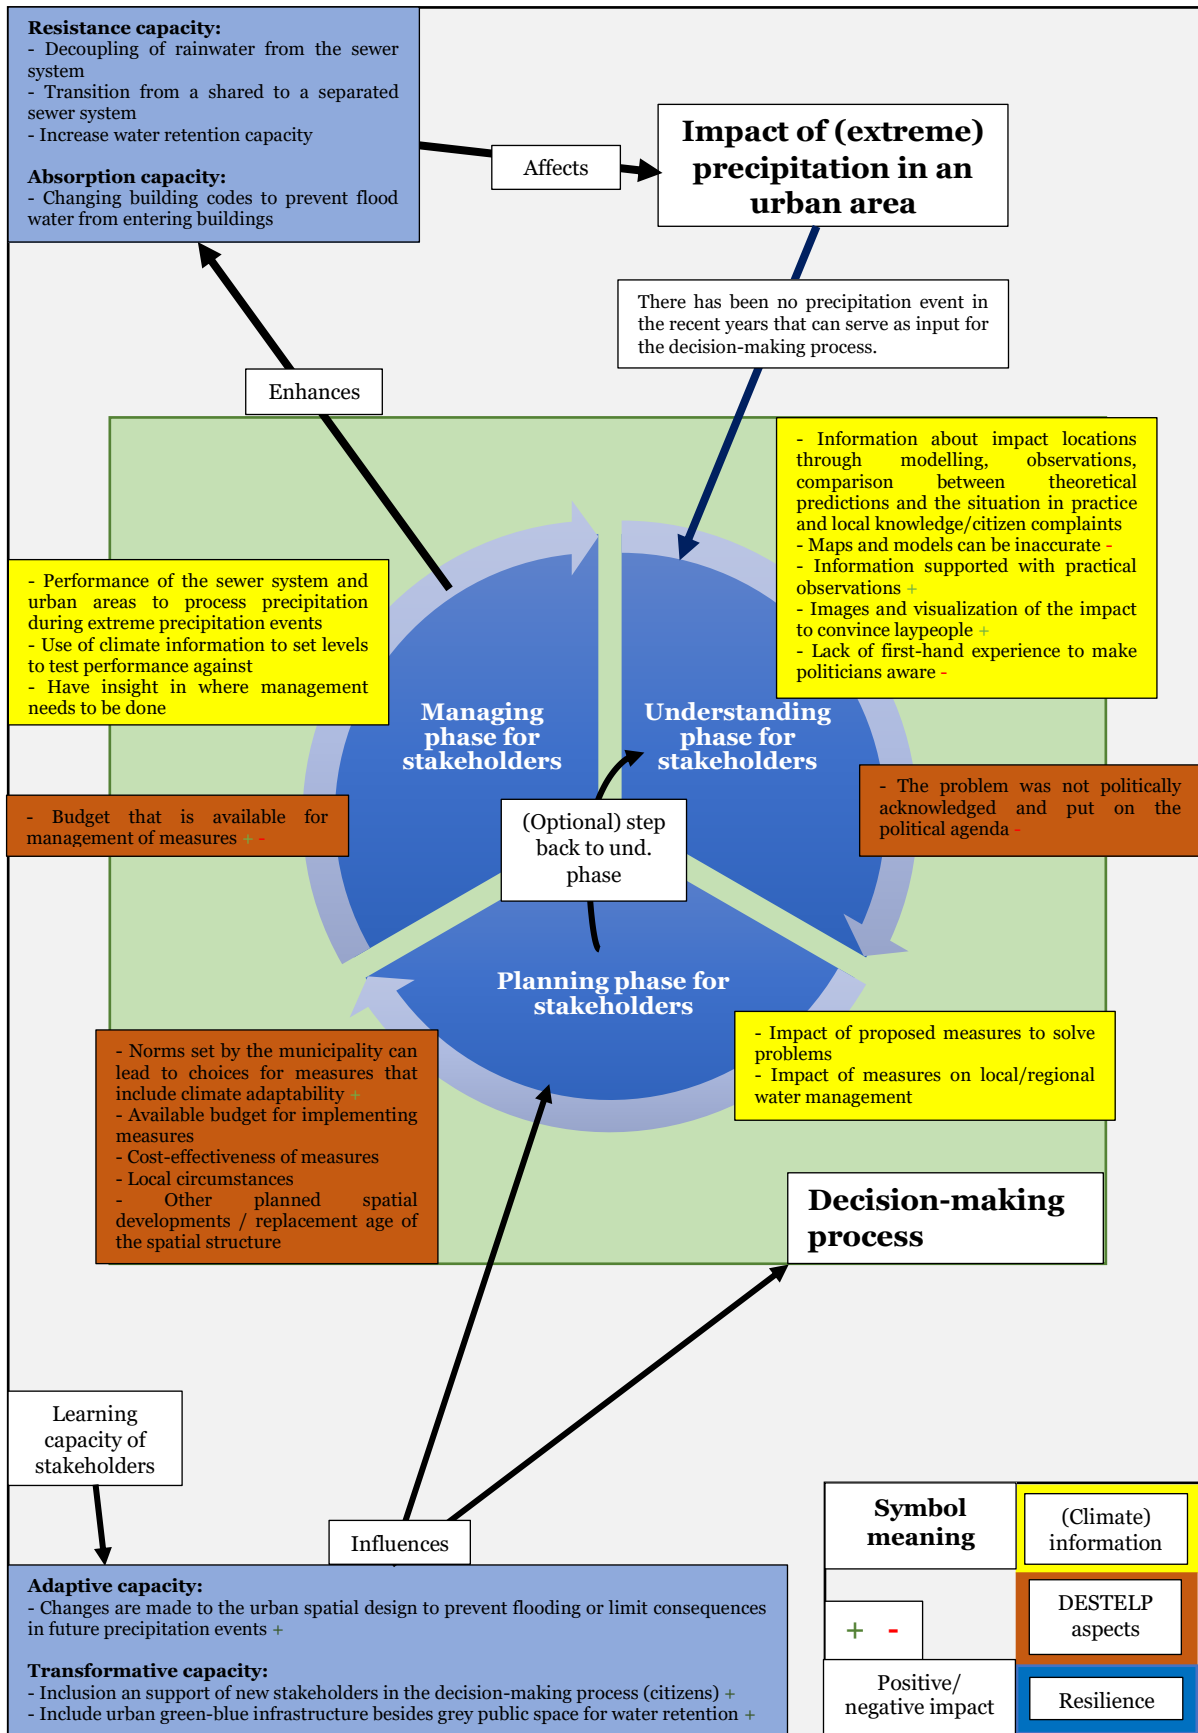 Resistance capacity:
- Decoupling of rainwater from the sewer
system
- Transition from a shared to a separated
sewer system
- Increase water retention capacity
Absorption capacity:
- Changing building codes to prevent flood
water from entering buildings
Affects
Impact of (extreme)
precipitation in an
urban area
There has been no precipitation event in
the recent years that can serve as input for
the decision-making process.
Enhances
- Information about impact locations
through modelling, observations,
comparison between theoretical
predictions and the situation in practice
and local knowledge/citizen complaints
- Maps and models can be inaccurate -
- Information supported with practical
observations +
- Images and visualization of the impact
to convince laypeople +
- Lack of first-hand experience to make
politicians aware -
- Performance of the sewer system and
urban areas to process precipitation
during extreme precipitation events
- Use of climate information to set levels
to test performance against
- Have insight in where management
needs to be done
Managing
phase for
stakeholders
Understanding
phase for
stakeholders
- Budget that is available for
management of measures + -
(Optional) step
back to und.
phase
- The problem was not politically
acknowledged and put on the
political agenda -
Planning phase for
stakeholders
- Norms set by the municipality can
lead to choices for measures that
include climate adaptability +
- Available budget for implementing
measures
- Cost-effectiveness of measures
- Local circumstances
- Other planned spatial
developments / replacement age of
the spatial structure
- Impact of proposed measures to solve
problems
- Impact of measures on local/regional
water management
Decision-making
process
Learning
capacity of
stakeholders
Influences
Adaptive capacity:
- Changes are made to the urban spatial design to prevent flooding or limit consequences
in future precipitation events +
Transformative capacity:
- Inclusion an support of new stakeholders in the decision-making process (citizens) +
- Include urban green-blue infrastructure besides grey public space for water retention +
Symbol
meaning
(Climate)
information
+ -
DESTELP
aspects
Positive/
negative impact
Resilience